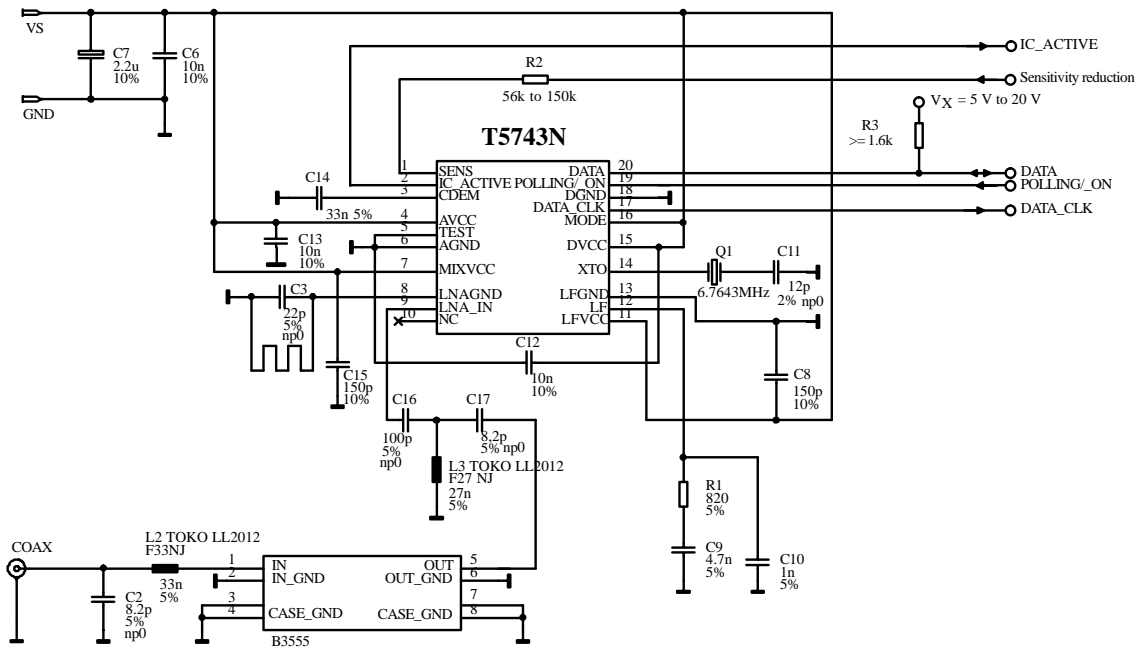 VS
C7
2.2u
10%
C6
10n
10%
GND
IC_ACTIVE
R2
56k to 150k
Sensitivity reduction
VX = 5 V to 20 V
R3
>= 1.6k
T5743N
1 SENS
2 IC_ACTIVE
3 CDEM
4 AVCC
5 TEST
6 AGND
7 MIXVCC
8 LNAGND
9 LNA_IN
10 NC
DATA 20
POLLING/_ON 19
DGND 18
DATA_CLK 17
MODE 16
DVCC 15
XTO 14
LFGND 13
LF 12
LFVCC 11
DATA
POLLING/_ON
DATA_CLK
C14
33n 5%
C13
10n
10%
Q1
6.7643MHz
C11
12p
2% np0
C3
22p
5%
np0
C15
150p
10%
C12
10n
10%
C8
150p
10%
C16
100p
5%
np0
C17
8.2p
5% np0
L3 TOKO LL2012
F27 NJ
27n
5%
R1
820
5%
C9
4.7n
5%
C10
1n
5%
COAX
L2 TOKO LL2012
F33NJ
33n
5%
C2
8.2p
5%
np0
1 IN
2 IN_GND
3
4 CASE_GND
OUT 5
OUT_GND 6
7
CASE_GND 8
B3555